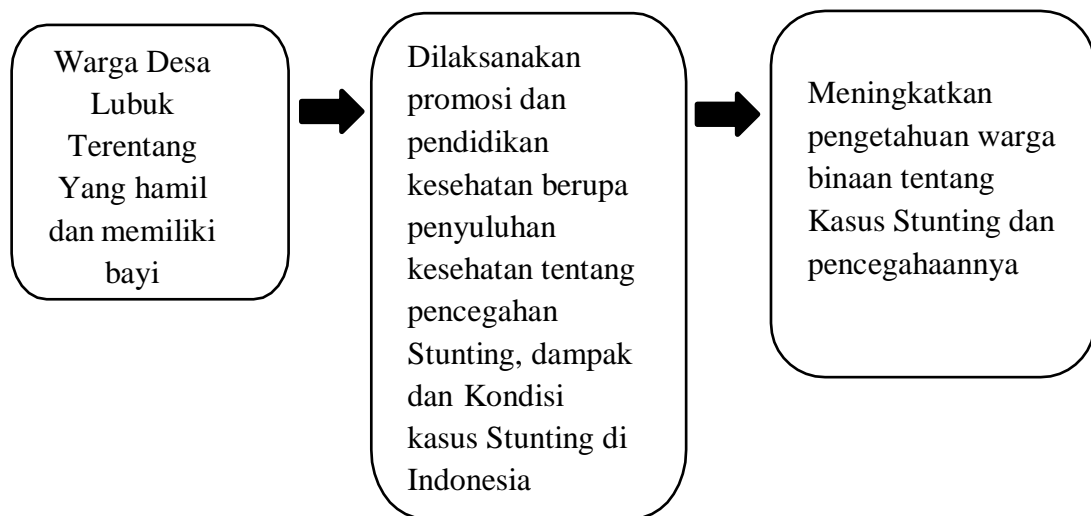 Warga Desa
Lubuk
Terentang
Yang hamil
dan memiliki
bayi
Dilaksanakan
promosi dan
pendidikan
kesehatan berupa
penyuluhan
kesehatan tentang
pencegahan
Stunting, dampak
dan Kondisi
kasus Stunting di
Indonesia
Meningkatkan
pengetahuan warga
binaan tentang
Kasus Stunting dan
pencegahaannya